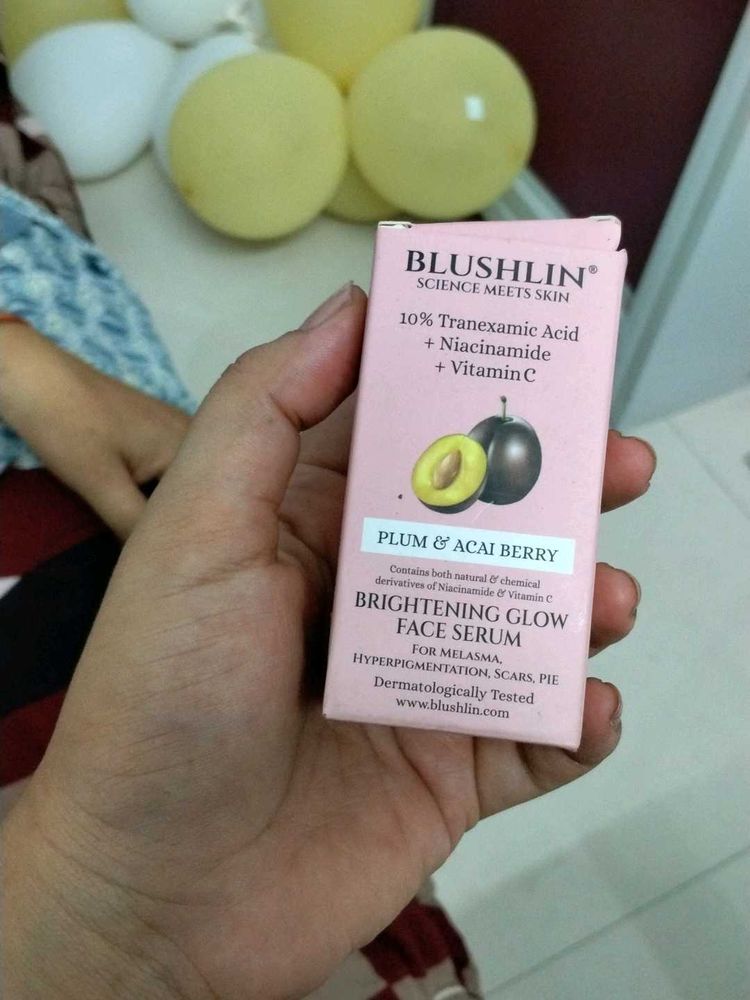 BLUSHLIN®
SCIENCE MEETS SKIN
10% Tranexamic Acid
+ Niacinamide
+ Vitamin C
PLUM & ACAI BERRY
Contains both natural & chemical
derivatives of Niacinamide & Vitamin C
BRIGHTENING GLOW
FACE SERUM
FOR MELASMA,
HYPERPIGMENTATION, SCARS, PIE
Dermatologically Tested
www.blushlin.com